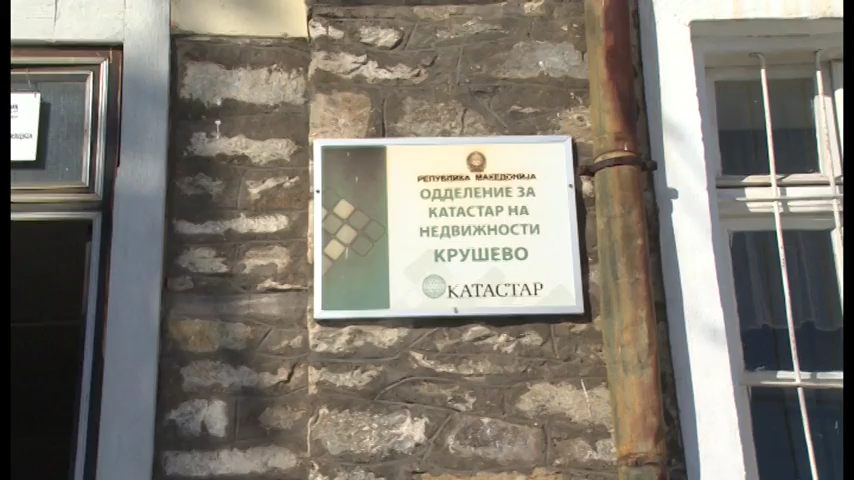 РЕПУБЛИКА МАКЕДОНИЈА
ОДДЕЛЕНИЕ ЗА
КАТАСТАР НА
НЕДВИЖНОСТИ
КРУШЕВО
КАТАСТАР